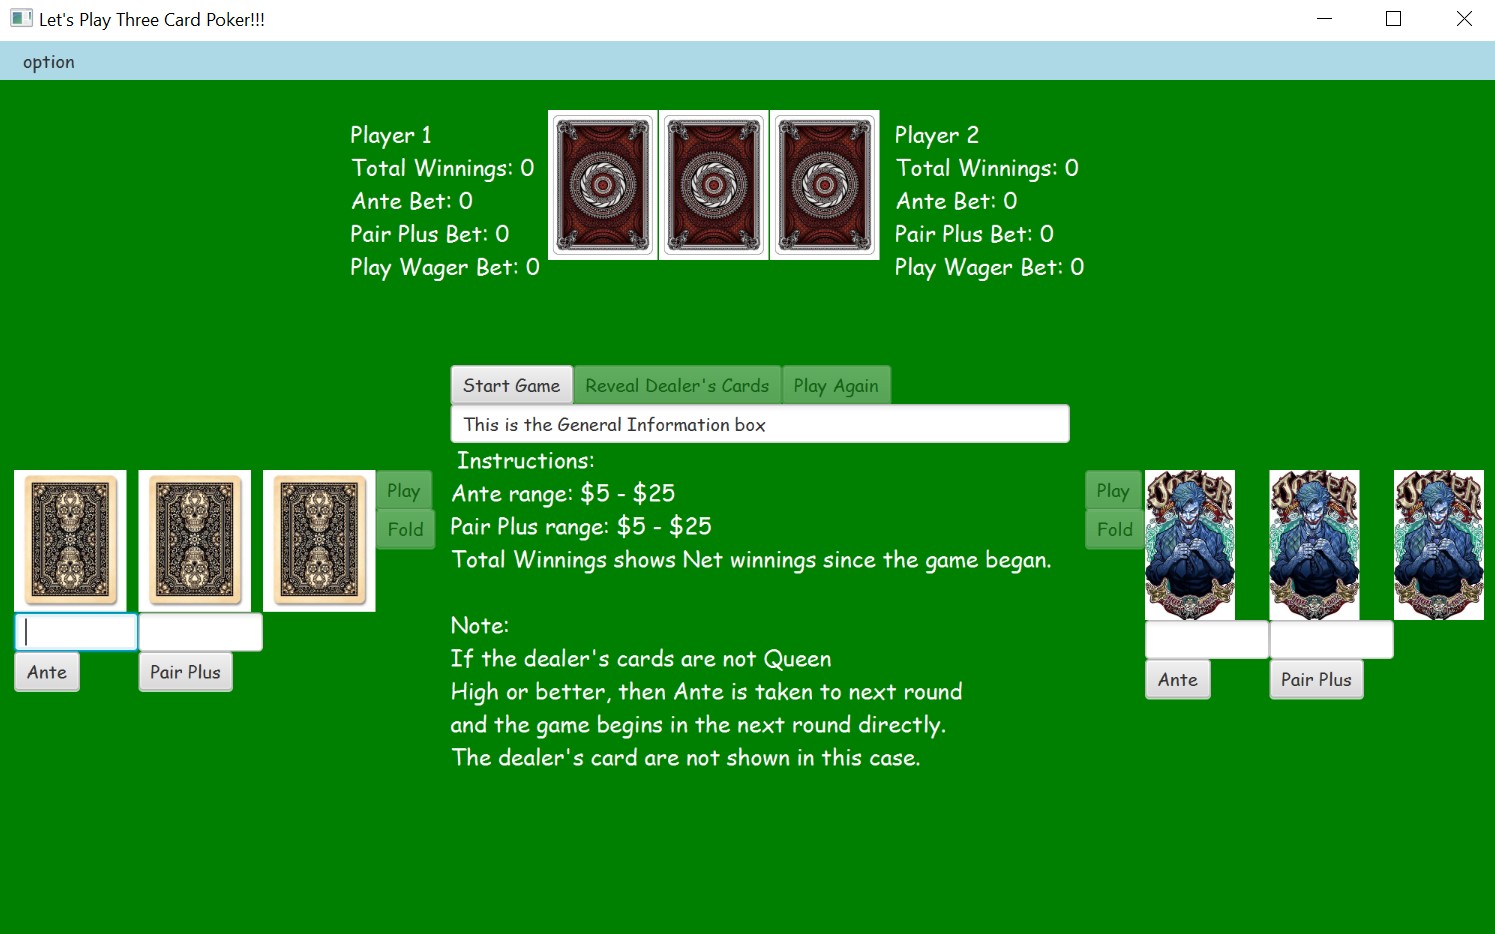 Let's Play Three Card Poker!!!
option
Player 1
Total Winnings: 0
Ante Bet: 0
Pair Plus Bet: 0
Play Wager Bet: 0
Player 2
Total Winnings: 0
Ante Bet: 0
Pair Plus Bet: 0
Play Wager Bet: 0
Start Game
Reveal Dealer's Cards
Play Again
This is the General Information box
Instructions:
Ante range: $5 - $25
Pair Plus range: $5 - $25
Total Winnings shows Net winnings since the game began.
Note:
If the dealer's cards are not Queen
High or better, then Ante is taken to next round
and the game begins in the next round directly.
The dealer's card are not shown in this case.
Play
Fold
Ante
Pair Plus
Play
Fold
JOKER
JOKER
JOKER
Ante
Pair Plus